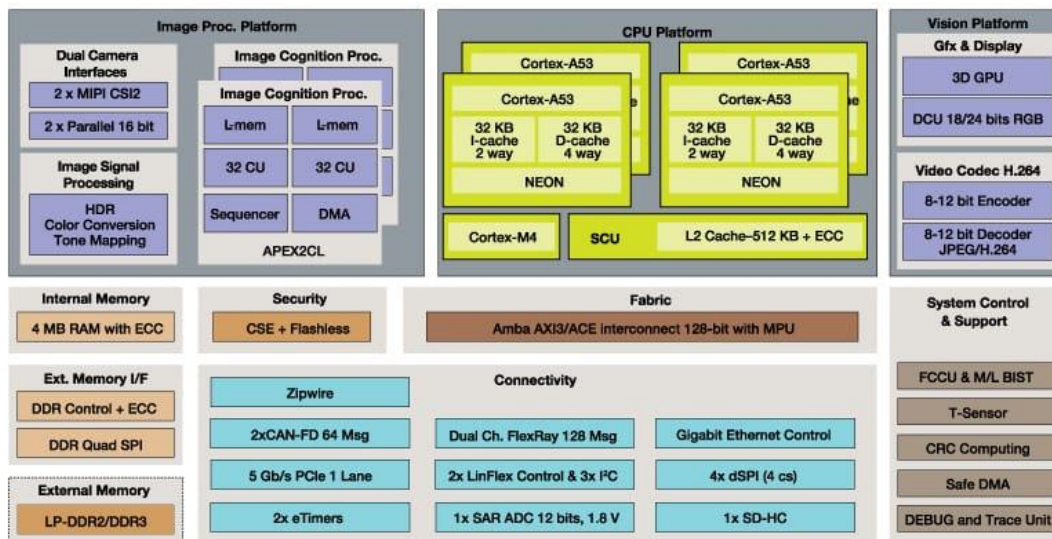 Image Proc. Platform
Dual Camera
Interfaces
2 x MIPI CSI2
2 x Parallel 16 bit
Image Signal
Processing
HDR
Color Conversion
Tone Mapping
Image Cognition Proc.
Image Cognition Proc.
L-mem
L-mem
32 CU
32 CU
Sequencer
DMA
APEX2CL
CPU Platform
Cortex-A53
Cortex-A53
32 KB
I-cache
2 way
32 KB
D-cache
4 way
NEON
Cortex-A53
Cortex-A53
32 KB
I-cache
2 way
32 KB
D-cache
4 way
NEON
Cortex-M4
SCU
L2 Cache–512 KB + ECC
Vision Platform
Gfx & Display
3D GPU
DCU 18/24 bits RGB
Video Codec H.264
8-12 bit Encoder
8-12 bit Decoder
JPEG/H.264
Internal Memory
4 MB RAM with ECC
Security
CSE + Flashless
Fabric
Amba AXI3/ACE interconnect 128-bit with MPU
System Control
& Support
FCCU & M/L BIST
T-Sensor
CRC Computing
Safe DMA
DEBUG and Trace Unit
Ext. Memory I/F
DDR Control + ECC
DDR Quad SPI
External Memory
LP-DDR2/DDR3
Connectivity
Zipwire
2xCAN-FD 64 Msg
Dual Ch. FlexRay 128 Msg
Gigabit Ethernet Control
5 Gb/s PCIe 1 Lane
2x LinFlex Control & 3x I²C
4x dSPI (4 cs)
2x eTimers
1x SAR ADC 12 bits, 1.8 V
1x SD-HC